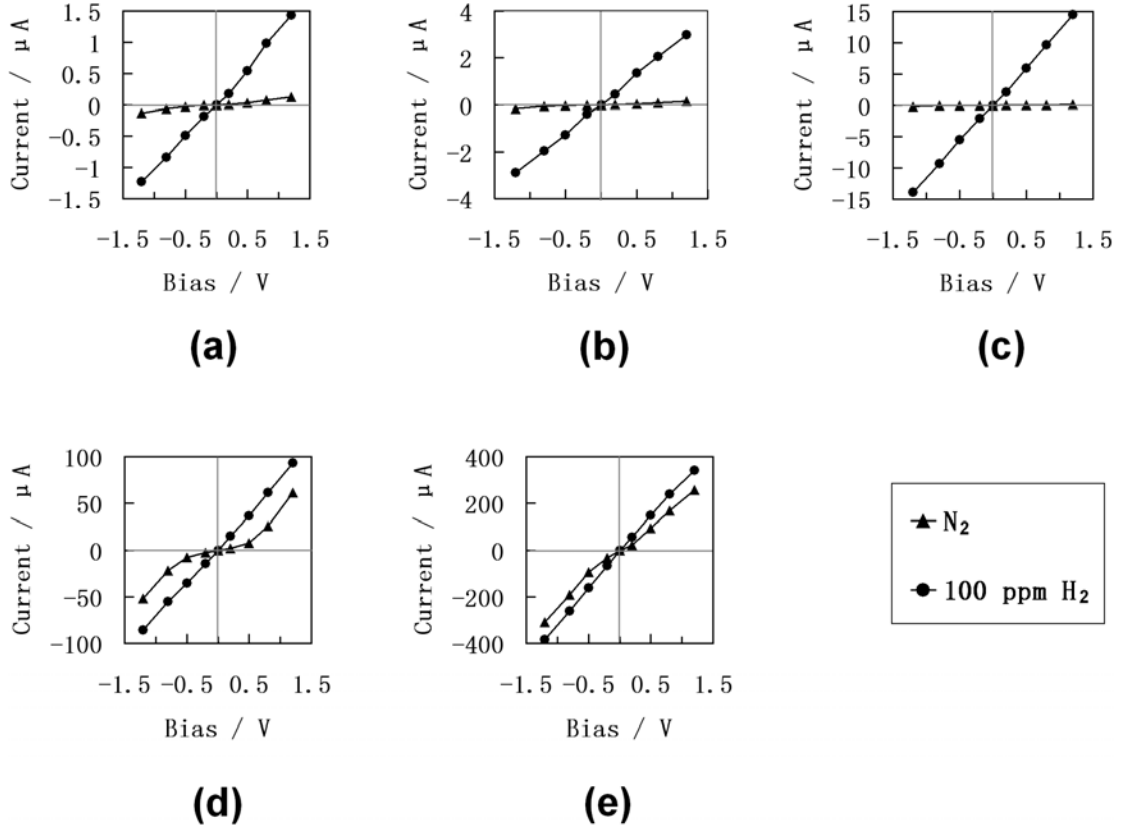 Current / μA
1.5
1
0.5
0
-0.5
-1
-1.5
-1.5 -0.5 0.5 1.5
Bias / V
(a)
Current / μA
4
2
0
-2
-4
-1.5 -0.5 0.5 1.5
Bias / V
(b)
Current / μA
15
10
5
0
-5
-10
-15
-1.5 -0.5 0.5 1.5
Bias / V
(c)
Current / μA
100
50
0
-50
-100
-1.5 -0.5 0.5 1.5
Bias / V
(d)
Current / μA
400
200
0
-200
-400
-1.5 -0.5 0.5 1.5
Bias / V
(e)
N₂
100 ppm H₂